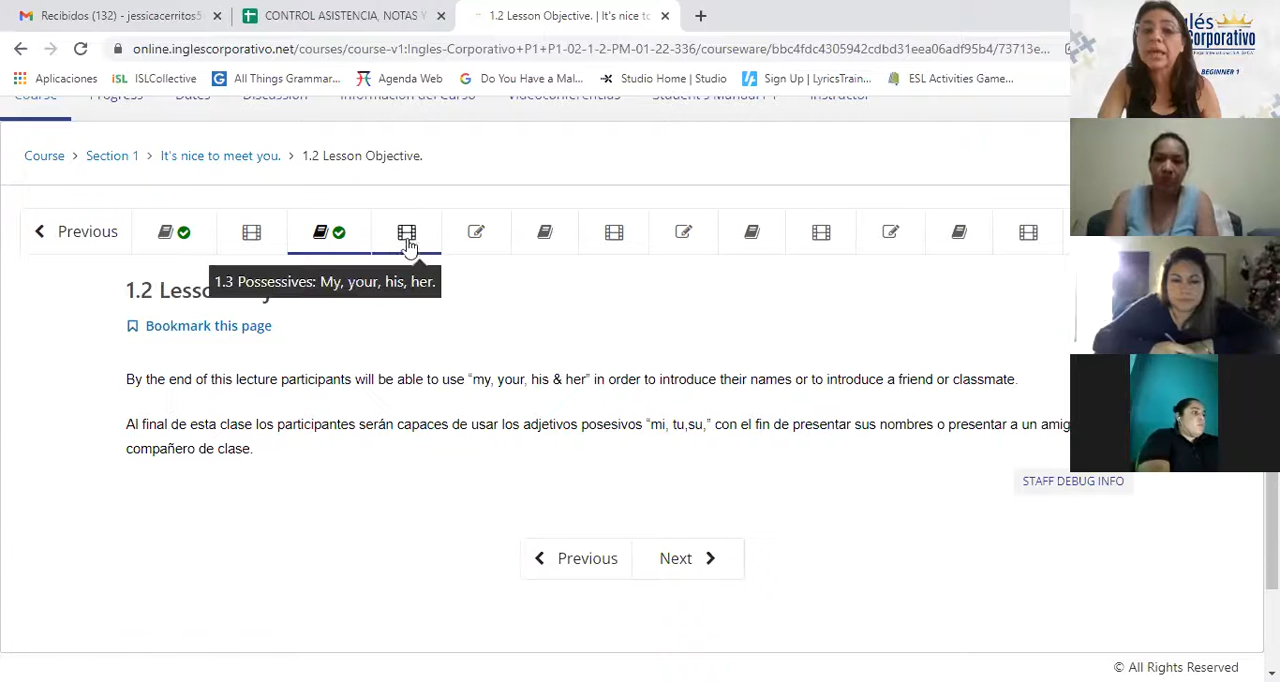 Recibidos (132) - jessicacerritos5
CONTROL ASISTENCIA, NOTAS Y
1.2 Lesson Objective. | It's nice to
online.inglescorporativo.net/courses/course-v1:Ingles-Corporativo+P1+P1-02-1-2-PM-01-22-336/courseware/bbc4fdc4305942cdbd31eea06adf95b4/73713e...
Aplicaciones
ISLCollective
All Things Grammar...
Agenda Web
Do You Have a Mal...
Studio Home | Studio
Sign Up | LyricsTrain...
ESL Activities Game...
Course
Progress
Dates
Discussion
Información del Curso
Videoconferencias
Student's Manual P1
Instructor
Course > Section 1 > It's nice to meet you. > 1.2 Lesson Objective.
Previous
1.3 Possessives: My, your, his, her.
1.2 Less
Bookmark this page
By the end of this lecture participants will be able to use “my, your, his & her” in order to introduce their names or to introduce a friend or classmate.
Al final de esta clase los participantes serán capaces de usar los adjetivos posesivos “mi, tu,su,” con el fin de presentar sus nombres o presentar a un amig
compañero de clase.
STAFF DEBUG INFO
Previous
Next
© All Rights Reserved
glés
Corporativo
BEGINNER 1